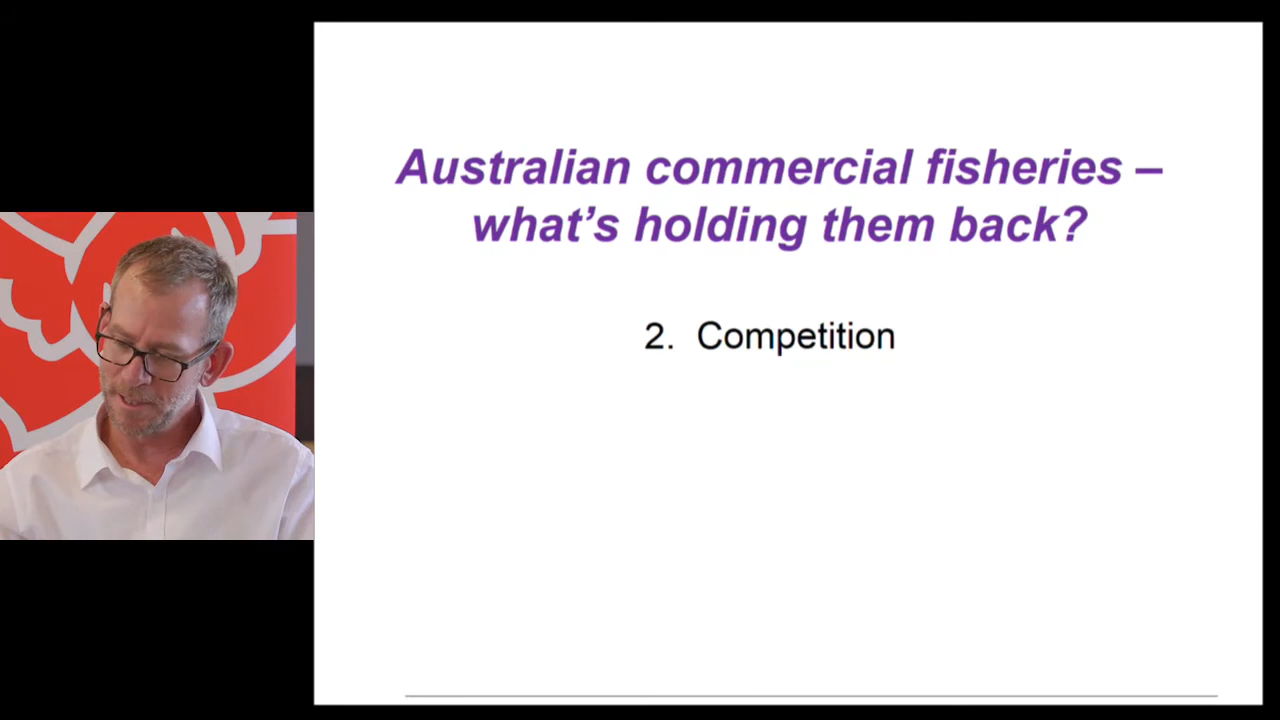 Australian commercial fisheries –
what's holding them back?
2. Competition